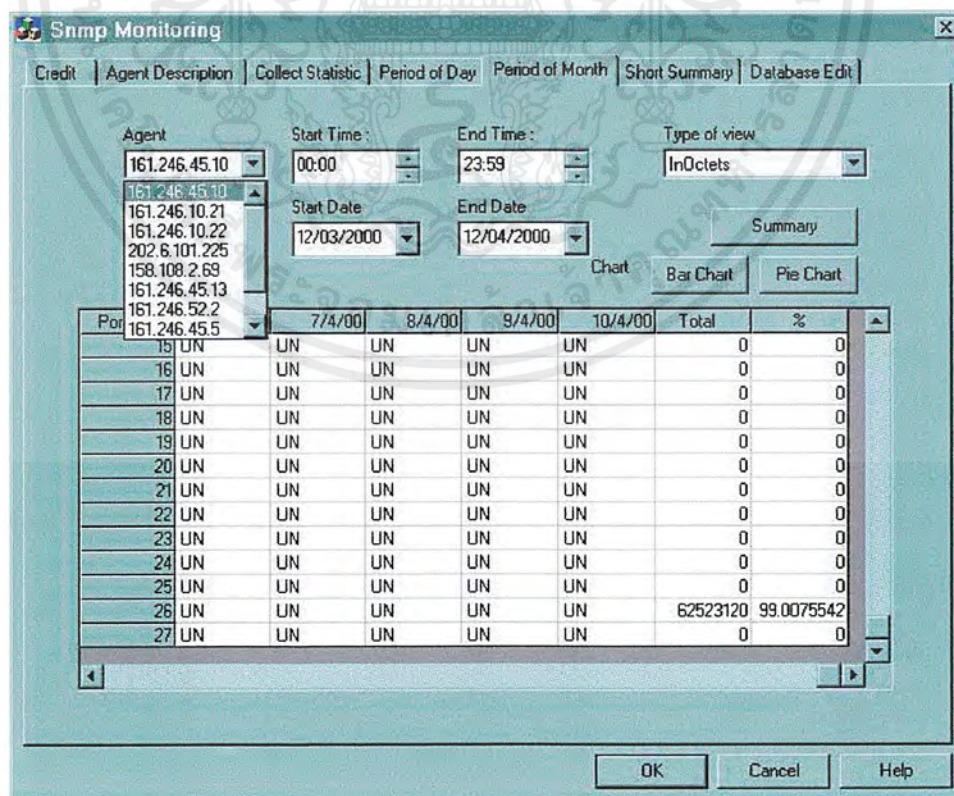 Snmp Monitoring
Credit Agent Description Collect Statistic Period of Day Period of Month Short Summary Database Edit
Agent Start Time : End Time : Type of view
161.246.45.10 00:00 23:59 InOctets
161.246.45.10
161.246.10.21
161.246.10.22
202.6.101.225
158.108.2.69
161.246.45.13
161.246.52.2
161.246.45.5
Start Date End Date
12/03/2000 12/04/2000 Summary
Chart Bar Chart Pie Chart
Por 7/4/00 8/4/00 9/4/00 10/4/00 Total %
15 UN UN UN UN UN 0 0
16 UN UN UN UN UN 0 0
17 UN UN UN UN UN 0 0
18 UN UN UN UN UN 0 0
19 UN UN UN UN UN 0 0
20 UN UN UN UN UN 0 0
21 UN UN UN UN UN 0 0
22 UN UN UN UN UN 0 0
23 UN UN UN UN UN 0 0
24 UN UN UN UN UN 0 0
25 UN UN UN UN UN 0 0
26 UN UN UN UN UN 62523120 99.0075542
27 UN UN UN UN UN 0 0
OK Cancel Help